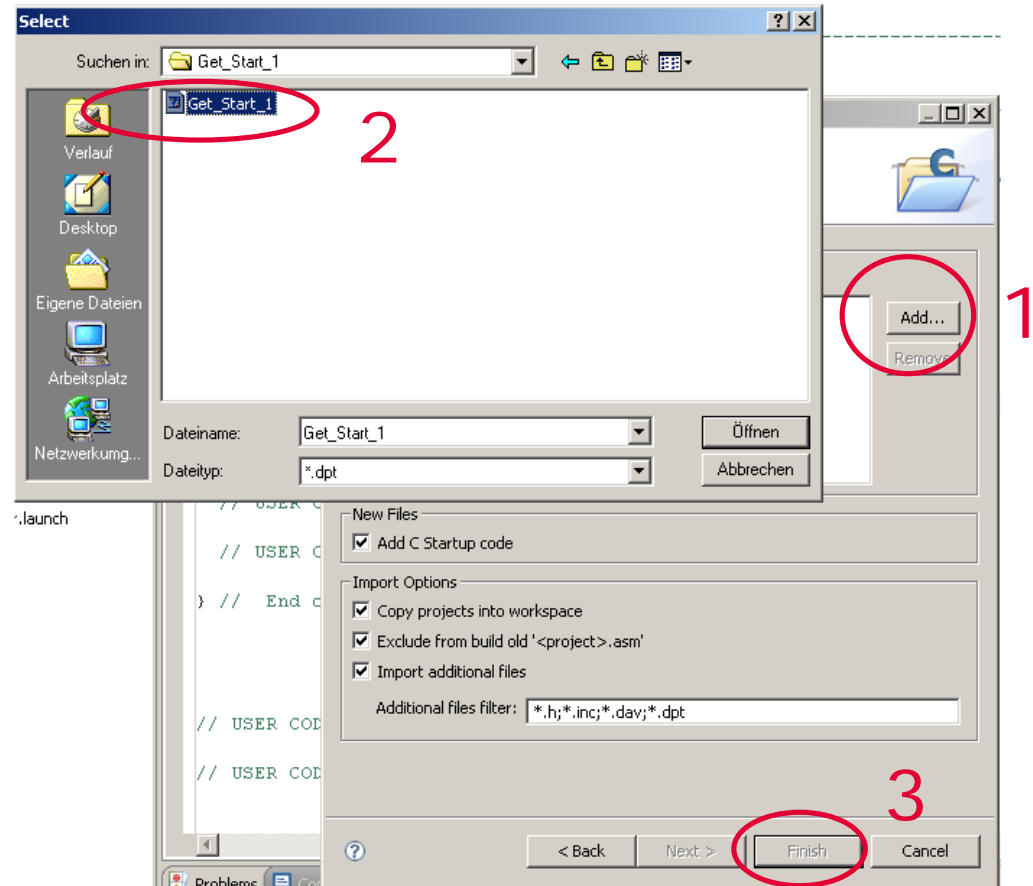 Select
Suchen in: Get_Start_1
Get_Start_1
2
Verlauf
Desktop
Eigene Dateien
Arbeitsplatz
Netzwerkumg...
Dateiname: Get_Start_1 Öffnen
Dateityp: *.dpt Abbrechen
C
Add...
1
Remove
r.launch
// USER C
// USER C
} // End c
// USER COD
// USER COD
New Files
Add C Startup code
Import Options
Copy projects into workspace
Exclude from build old '<project>.asm'
Import additional files
Additional files filter: *.h;*.inc;*.dav;*.dpt
3
? < Back Next > Finish Cancel
Problems